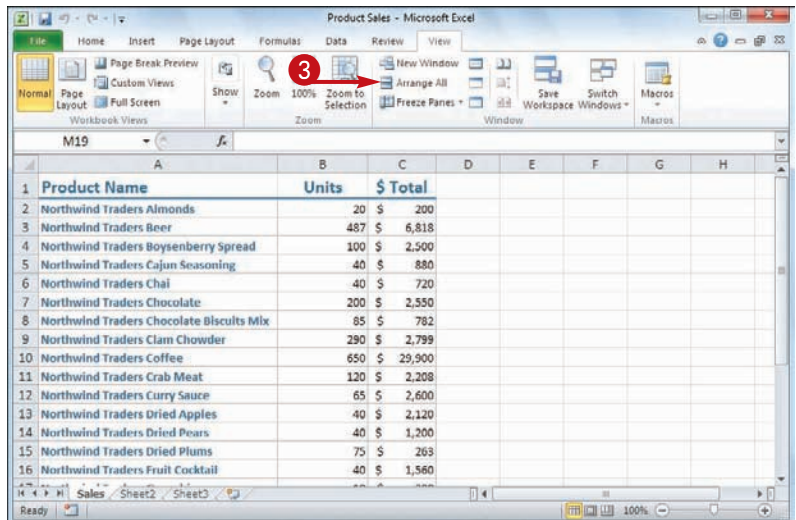 Product Sales - Microsoft Excel
File Home Insert Page Layout Formulas Data Review View
Normal
Page Layout
Page Break Preview
Custom Views
Full Screen
Workbook Views
Show
Zoom
100%
Zoom to Selection
Zoom
3
New Window
Arrange All
Freeze Panes
Save Workspace
Switch Windows
Window
Macros
Macros
M19 fx
A B C D E F G H
1 Product Name Units $ Total
2 Northwind Traders Almonds 20 $ 200
3 Northwind Traders Beer 487 $ 6,818
4 Northwind Traders Boysenberry Spread 100 $ 2,500
5 Northwind Traders Cajun Seasoning 40 $ 880
6 Northwind Traders Chai 40 $ 720
7 Northwind Traders Chocolate 200 $ 2,550
8 Northwind Traders Chocolate Biscuits Mix 85 $ 782
9 Northwind Traders Clam Chowder 290 $ 2,799
10 Northwind Traders Coffee 650 $ 29,900
11 Northwind Traders Crab Meat 120 $ 2,208
12 Northwind Traders Curry Sauce 65 $ 2,600
13 Northwind Traders Dried Apples 40 $ 2,120
14 Northwind Traders Dried Pears 40 $ 1,200
15 Northwind Traders Dried Plums 75 $ 263
16 Northwind Traders Fruit Cocktail 40 $ 1,560
Sales Sheet2 Sheet3
Ready 100%